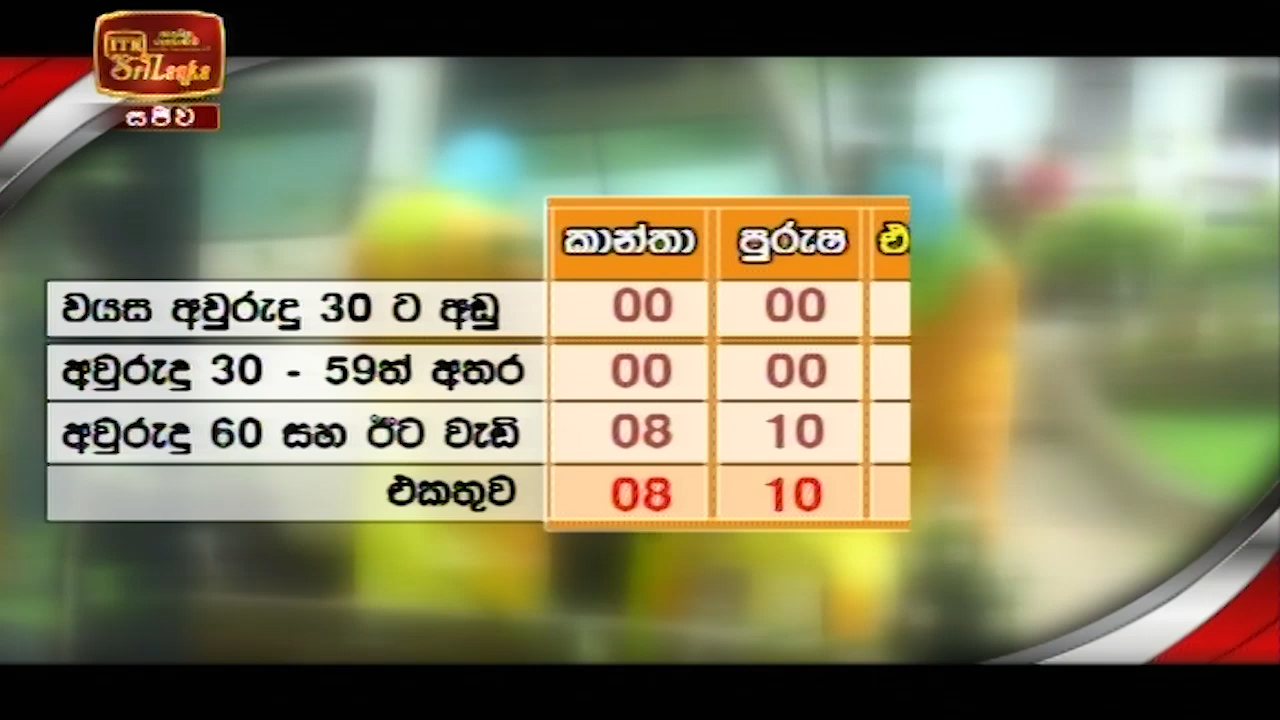 ITN
SriLanka
සජීව
කාන්තා පුරුෂ එ
වයස අවුරුදු 30 ට අඩු 00 00
අවුරුදු 30 - 59ත් අතර 00 00
අවුරුදු 60 සහ ඊට වැඩි 08 10
එකතුව 08 10